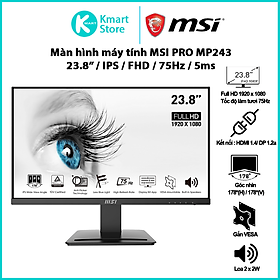 Kmart
Store
msi
Màn hình máy tính MSI PRO MP243
23.8” / IPS / FHD / 75Hz / 5ms
23.8"
FULL HD
1920 X 1080
msi
23.8"
Full HD 1920 x 1080
Tốc độ làm tươi 75Hz
Kết nối : HDMI 1.4/ DP 1.2a
178°
Góc nhìn
178°(H) / 178°(V)
Gắn VESA
Loa 2 x 2W